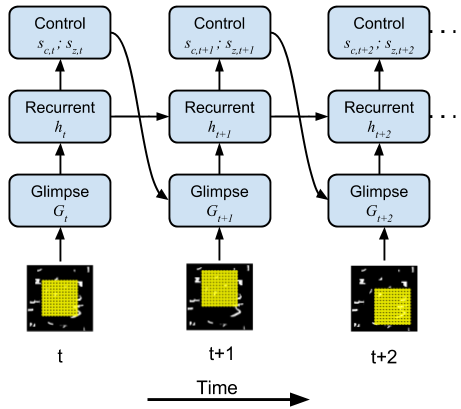 Control Control Control
s_{c,t} ; s_{z,t} s_{c,t+1} ; s_{z,t+1} s_{c,t+2} ; s_{z,t+2} ...
Recurrent Recurrent Recurrent
h_t h_{t+1} h_{t+2} ...
Glimpse Glimpse Glimpse
G_t G_{t+1} G_{t+2}
t t+1 t+2
Time